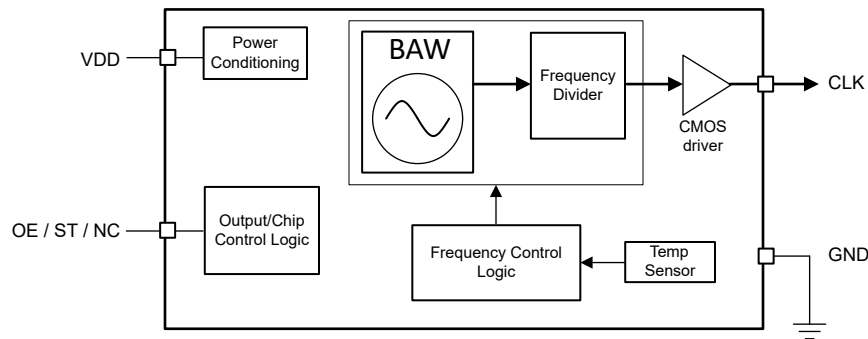 VDD
Power
Conditioning
BAW
Frequency
Divider
CMOS
driver
CLK
OE / ST / NC
Output/Chip
Control Logic
Frequency Control
Logic
Temp
Sensor
GND